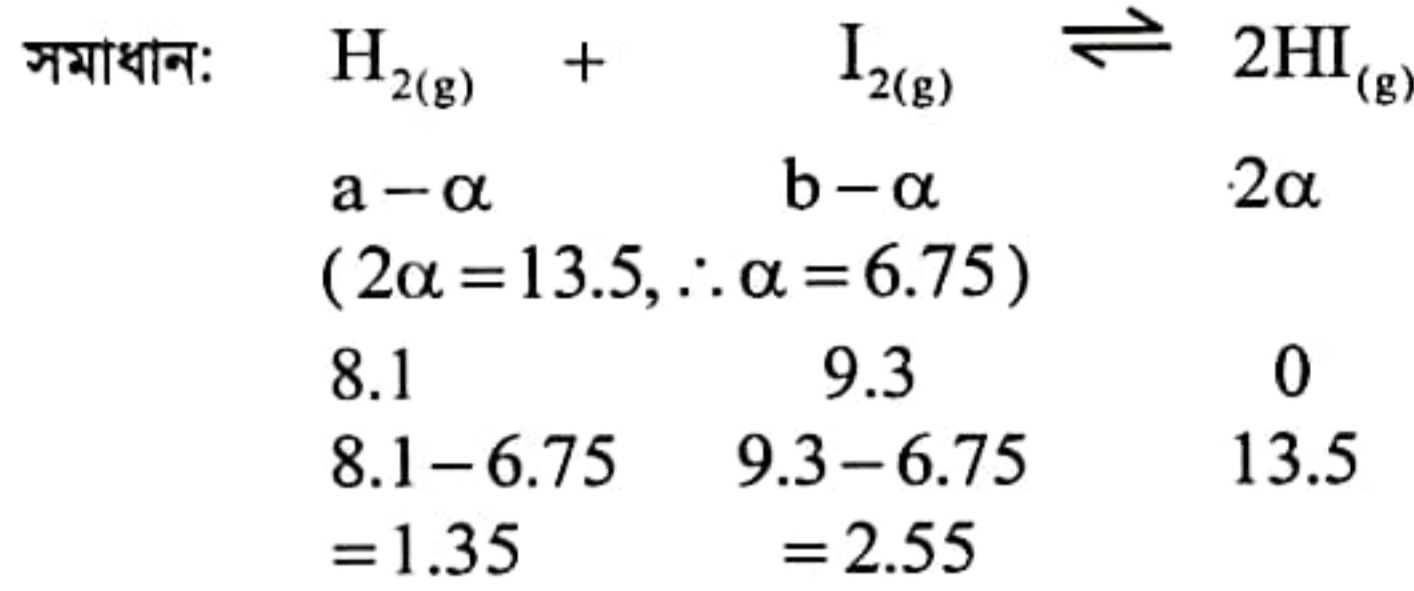 সমাধান: H₂(g) + I₂(g) ⇌ 2HI(g)
a – α b – α 2α
( 2α = 13.5, ∴ α = 6.75 )
8.1 9.3 0
8.1 – 6.75 9.3 – 6.75 13.5
= 1.35 = 2.55